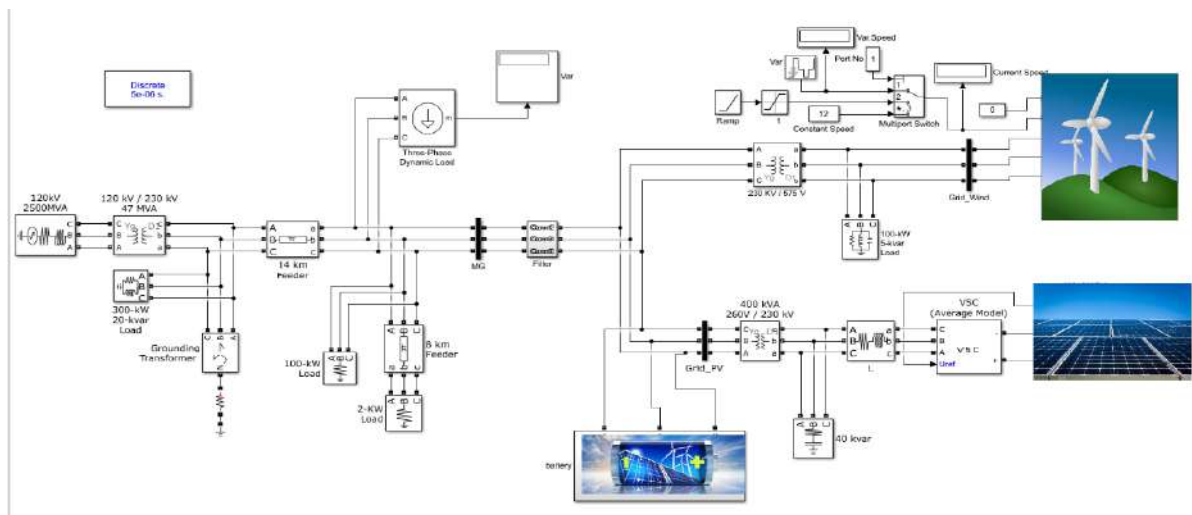 Discrete
5e-06 s.
Var
A
B
C
m
Three-Phase
Dynamic Load
Var Speed
Port No
1
Var
Current Speed
1
2
*
Ramp
1
12
Constant Speed
Multiport Switch
0
120kV
2500MVA
120 kV / 230 kV
47 MVA
C
B
A
14 km
Feeder
MG
Filter
230 KV / 575 V
Grid_Wind
100-kW
5-kvar
Load
300-kW
20-kvar
Load
Grounding
Transformer
100-kW
Load
8 km
Feeder
2-KW
Load
Grid_PV
400 kVA
260V / 230 kV
L
VSC
(Average Model)
VSC
Uref
40 kvar
battery